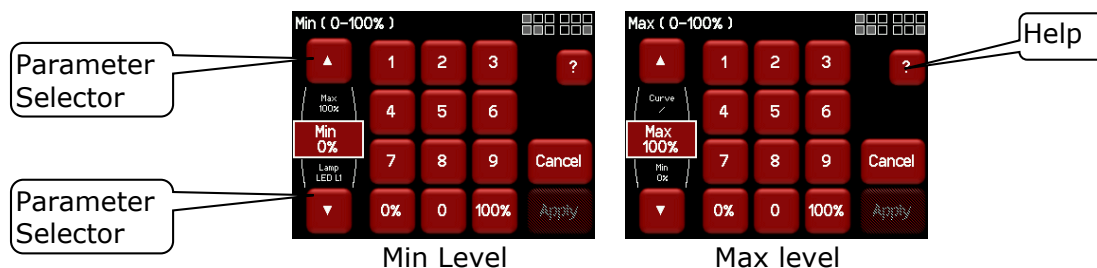 Min ( 0-100% )
Max ( 0-100% )
Help
Parameter
Selector
▲ 1 2 3 ?
▲ 1 2 3 ?
Max
100%
4 5 6
Curve
/
4 5 6
Min
0%
Max
100%
Lamp
LED L1
7 8 9 Cancel
Min
0%
7 8 9 Cancel
Parameter
Selector
▼ 0% 0 100% Apply
▼ 0% 0 100% Apply
Min Level
Max level